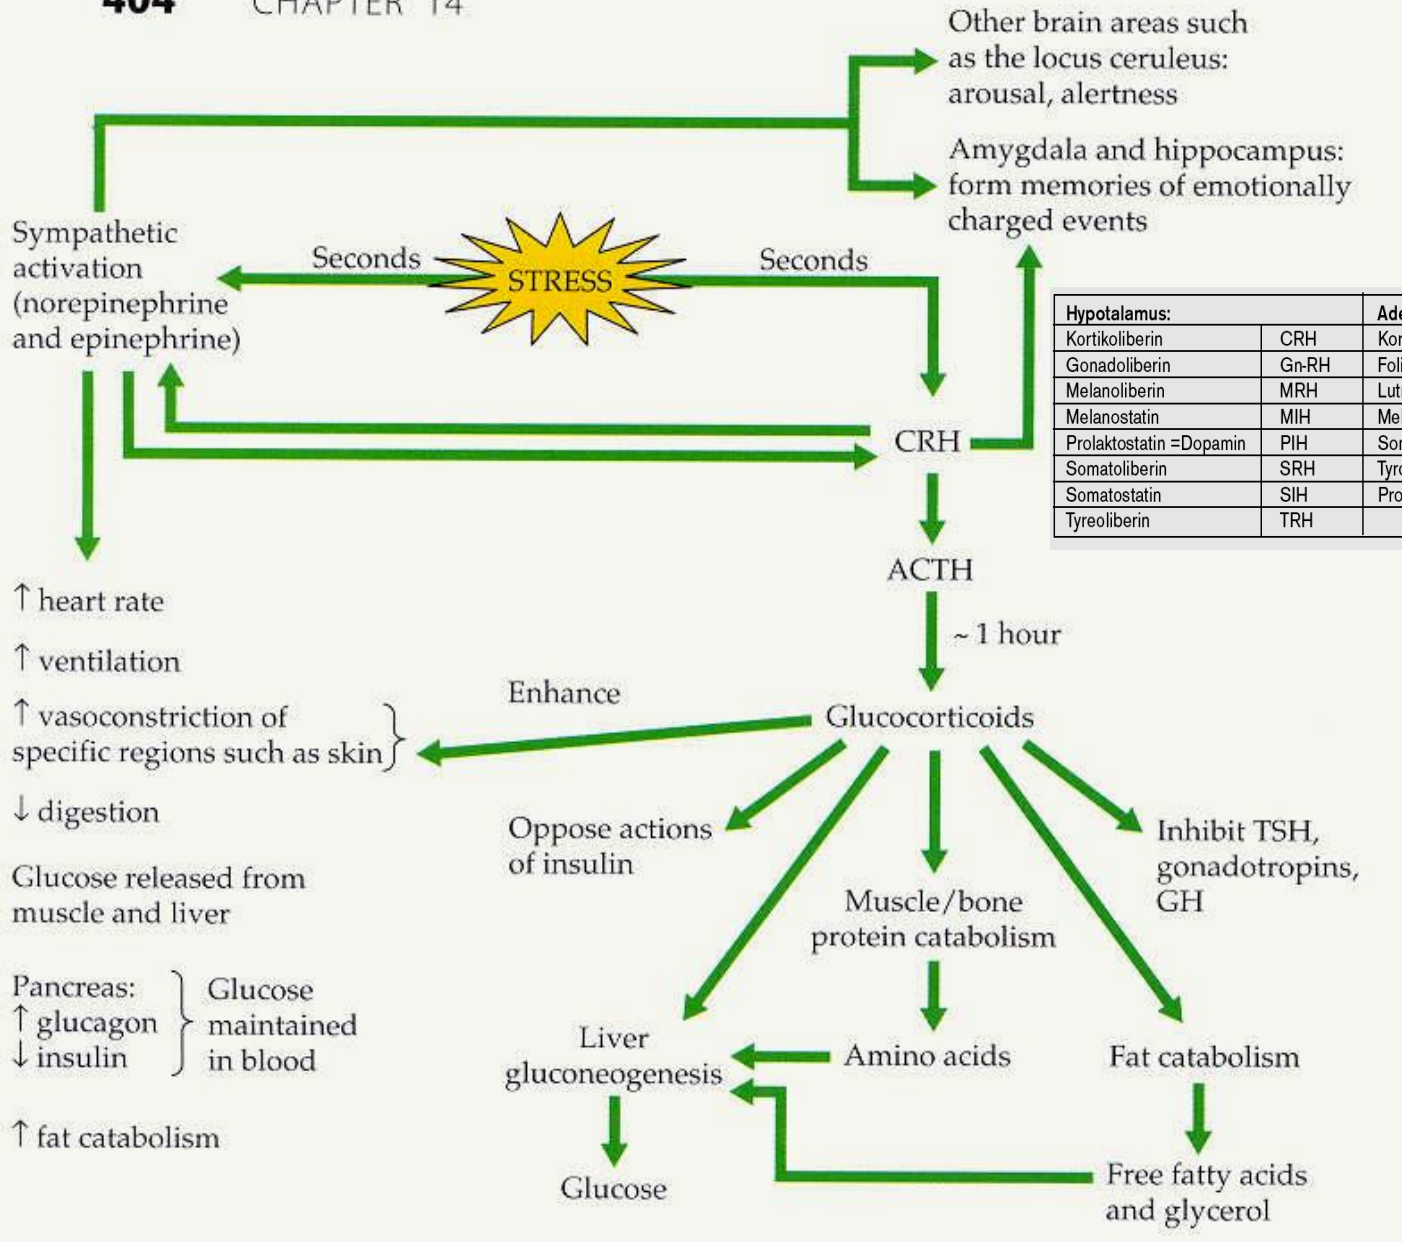 404 CHAPTER 14
Other brain areas such
as the locus ceruleus:
arousal, alertness
Amygdala and hippocampus:
form memories of emotionally
charged events
Sympathetic
activation
(norepinephrine
and epinephrine)
Seconds
STRESS
Seconds
Hypotalamus:
Kortikoliberin CRH
Gonadoliberin Gn-RH
Melanoliberin MRH
Melanostatin MIH
Prolaktostatin =Dopamin PIH
Somatoliberin SRH
Somatostatin SIH
Tyreoliberin TRH
CRH
ACTH
~ 1 hour
↑ heart rate
↑ ventilation
↑ vasoconstriction of
specific regions such as skin
↓ digestion
Glucose released from
muscle and liver
Pancreas:
↑ glucagon
↓ insulin
Glucose
maintained
in blood
↑ fat catabolism
Enhance
Glucocorticoids
Oppose actions
of insulin
Muscle/bone
protein catabolism
Inhibit TSH,
gonadotropins,
GH
Liver
gluconeogenesis
Amino acids
Fat catabolism
Glucose
Free fatty acids
and glycerol